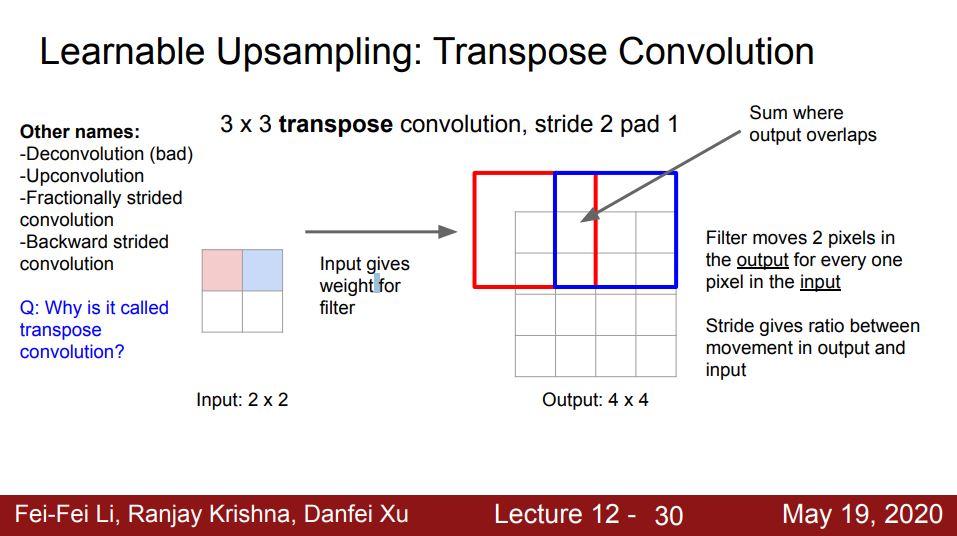 Learnable Upsampling: Transpose Convolution
Other names:
-Deconvolution (bad)
-Upconvolution
-Fractionally strided
convolution
-Backward strided
convolution
Q: Why is it called
transpose
convolution?
3 x 3 transpose convolution, stride 2 pad 1
Sum where
output overlaps
Input gives
weight for
filter
Filter moves 2 pixels in
the output for every one
pixel in the input
Stride gives ratio between
movement in output and
input
Input: 2 x 2
Output: 4 x 4
Fei-Fei Li, Ranjay Krishna, Danfei Xu
Lecture 12 - 30
May 19, 2020